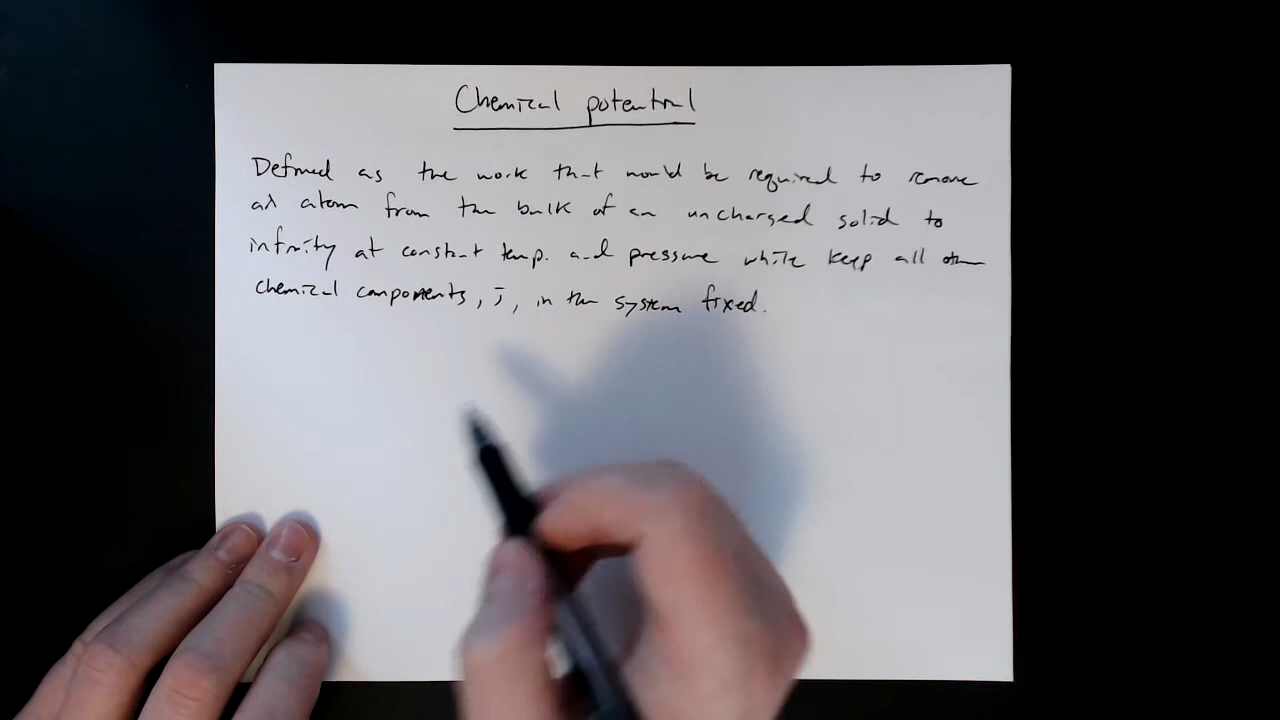 Chemical potential
Defined as the work that would be required to remove
an atom from the bulk of an uncharged solid to
infinity at constant temp. and pressure while keep all other
chemical components, j, in the system fixed.